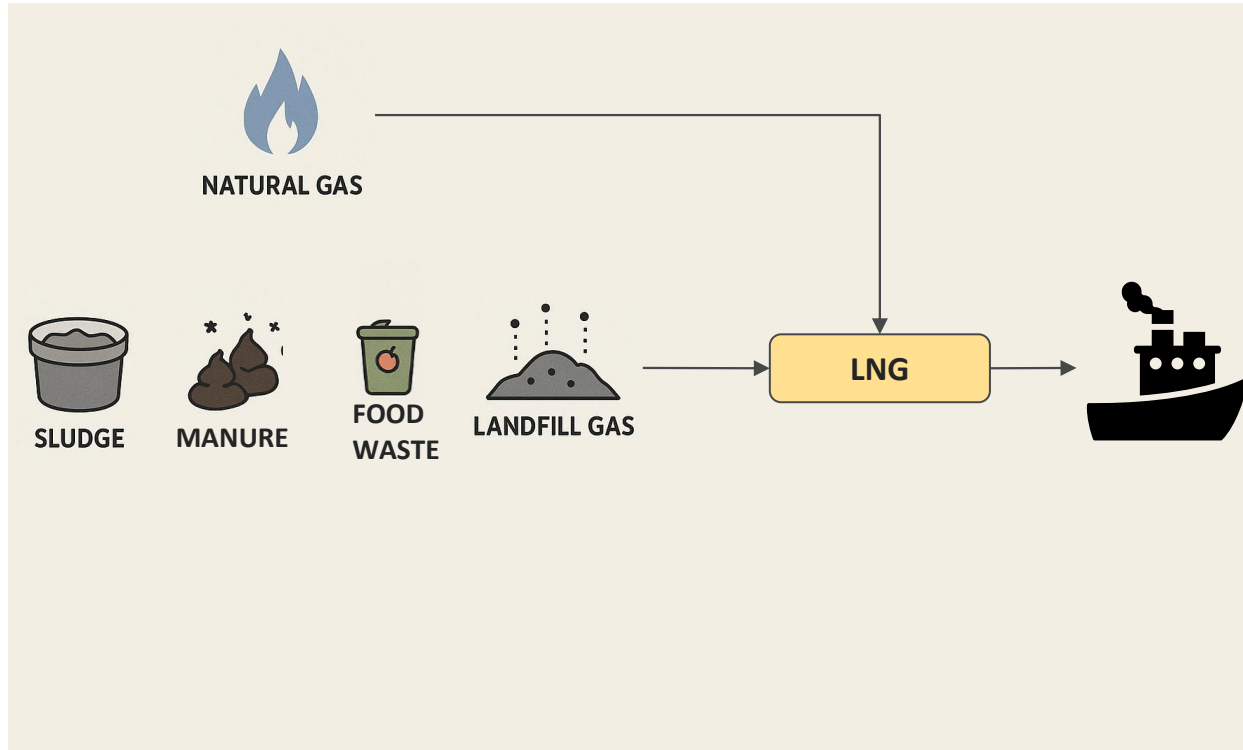 NATURAL GAS
SLUDGE
MANURE
FOOD
WASTE
LANDFILL GAS
LNG